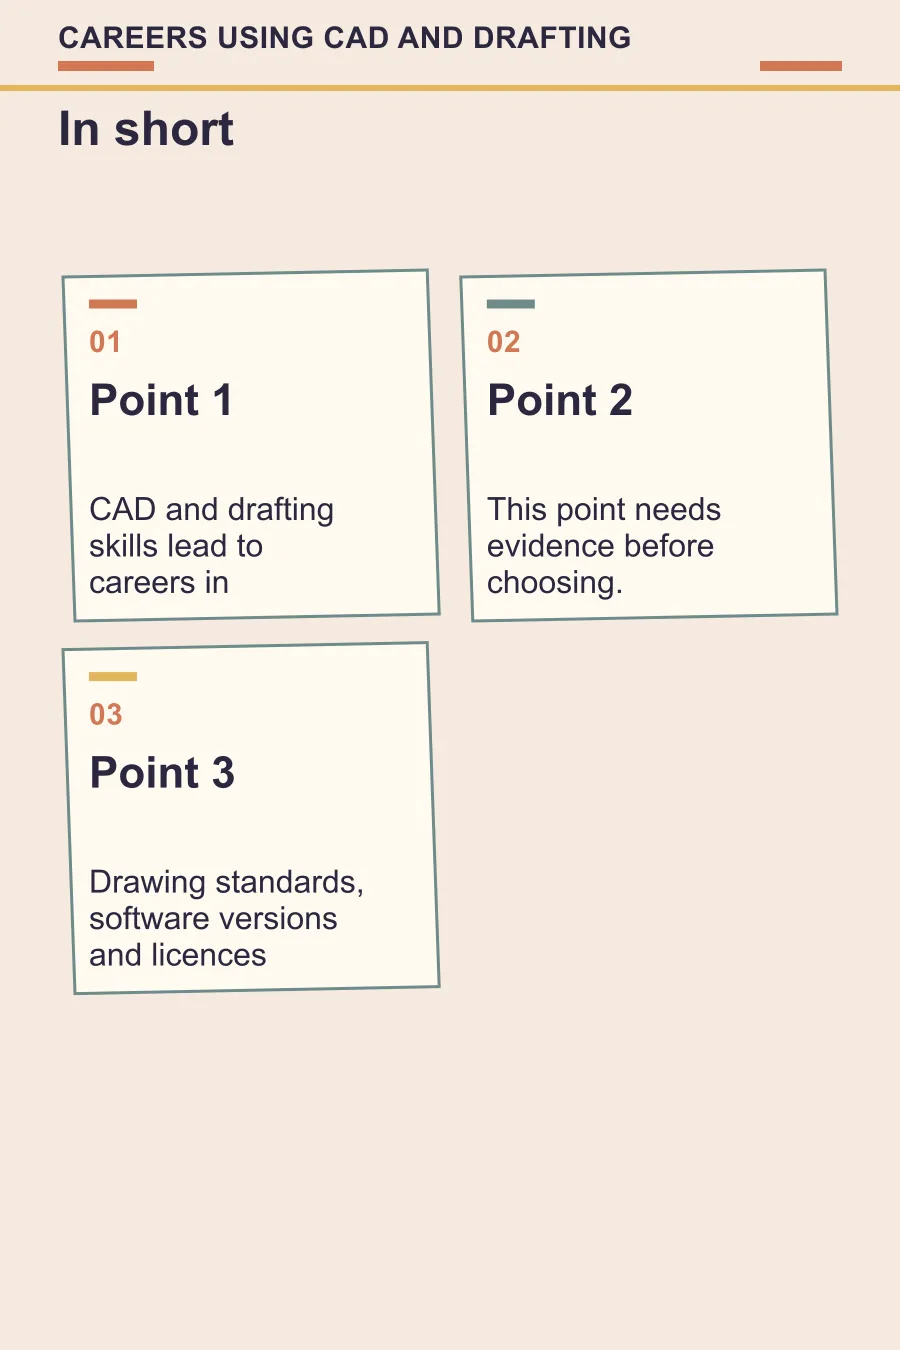 CAREERS USING CAD AND DRAFTING
In short
01
Point 1
CAD and drafting
skills lead to
careers in
02
Point 2
This point needs
evidence before
choosing.
03
Point 3
Drawing standards,
software versions
and licences